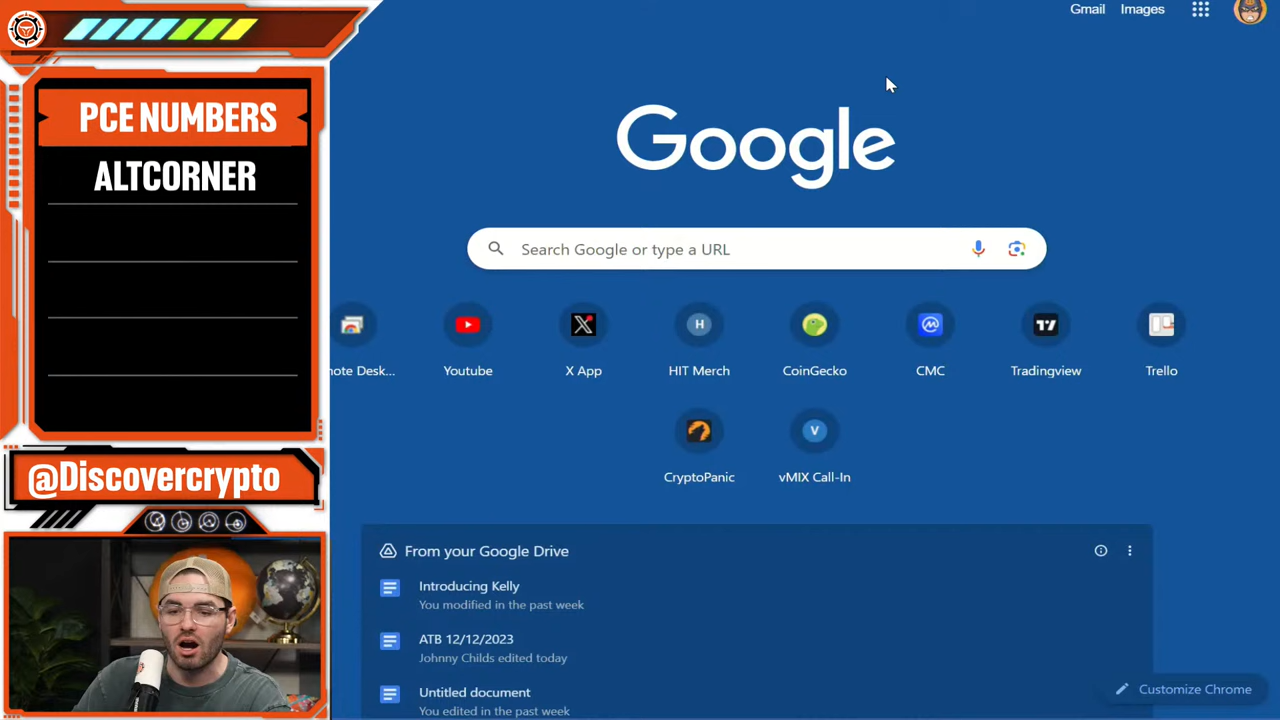 Gmail
Images
PCE NUMBERS
ALTCORNER
Google
Search Google or type a URL
note Desk...
Youtube
X App
HIT Merch
CoinGecko
CMC
Tradingview
Trello
H
CryptoPanic
vMIX Call-In
V
@Discovercrypto
From your Google Drive
Introducing Kelly
You modified in the past week
ATB 12/12/2023
Johnny Childs edited today
Untitled document
You edited in the past week
Customize Chrome